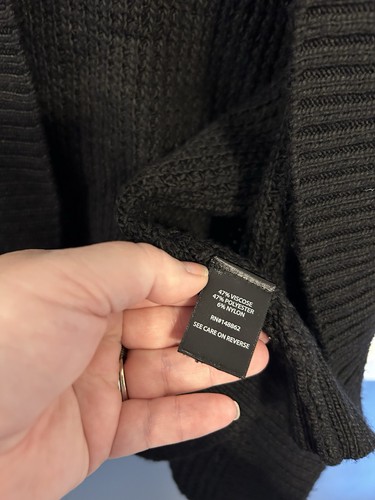 47% VISCOSE
47% POLYESTER
6% NYLON
RN#148862
SEE CARE ON REVERSE